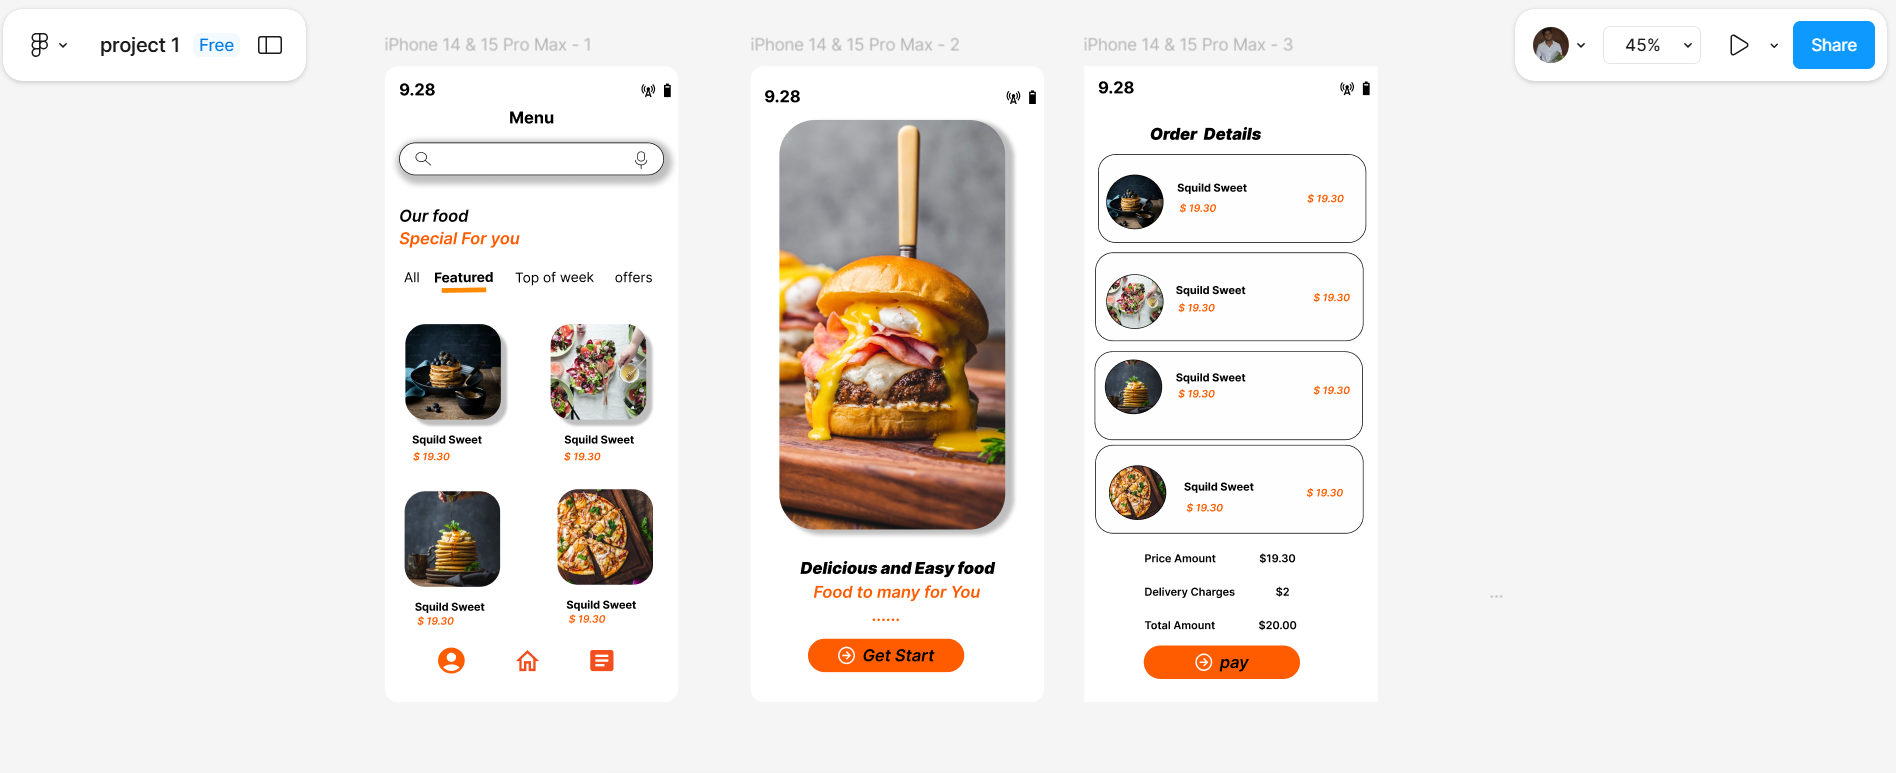 project 1 Free
45%
Share
iPhone 14 & 15 Pro Max - 1
9.28
Menu
Our food
Special For you
All Featured Top of week offers
Squild Sweet
$ 19.30
Squild Sweet
$ 19.30
Squild Sweet
$ 19.30
Squild Sweet
$ 19.30
iPhone 14 & 15 Pro Max - 2
9.28
Delicious and Easy food
Food to many for You
......
Get Start
iPhone 14 & 15 Pro Max - 3
9.28
Order Details
Squild Sweet
$ 19.30
$ 19.30
Squild Sweet
$ 19.30
$ 19.30
Squild Sweet
$ 19.30
$ 19.30
Squild Sweet
$ 19.30
$ 19.30
Price Amount $19.30
Delivery Charges $2
Total Amount $20.00
pay
...